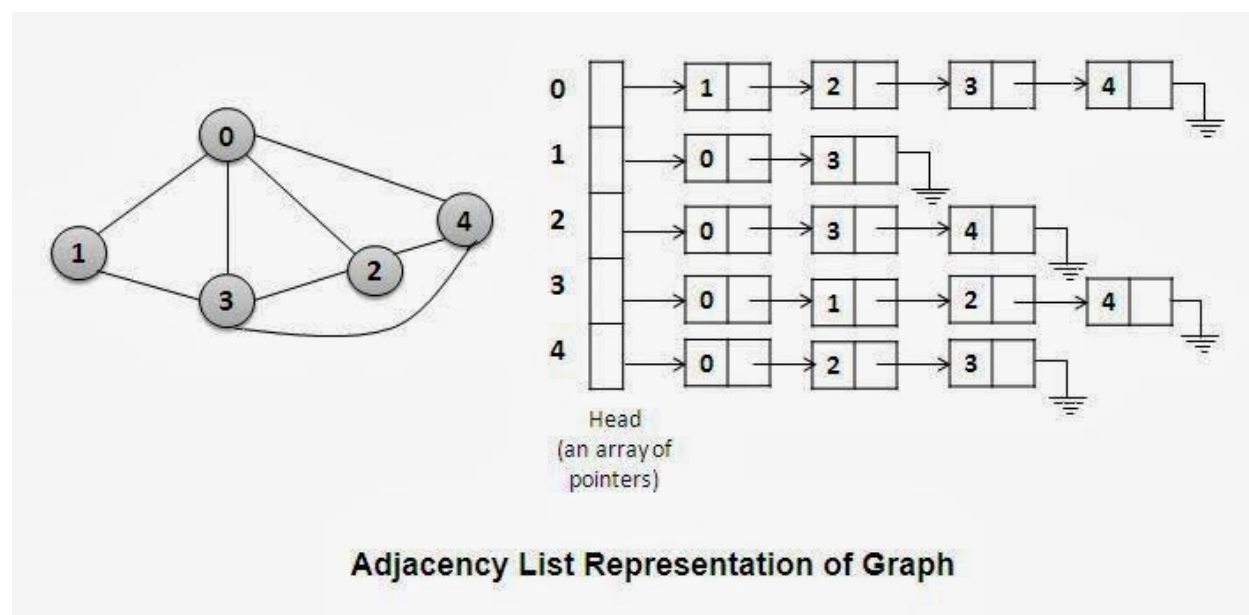 0
1
4
2
3
0 1 2 3 4
1 0 3
2 0 3 4
3 0 1 2 4
4 0 2 3
Head
(an array of
pointers)
Adjacency List Representation of Graph